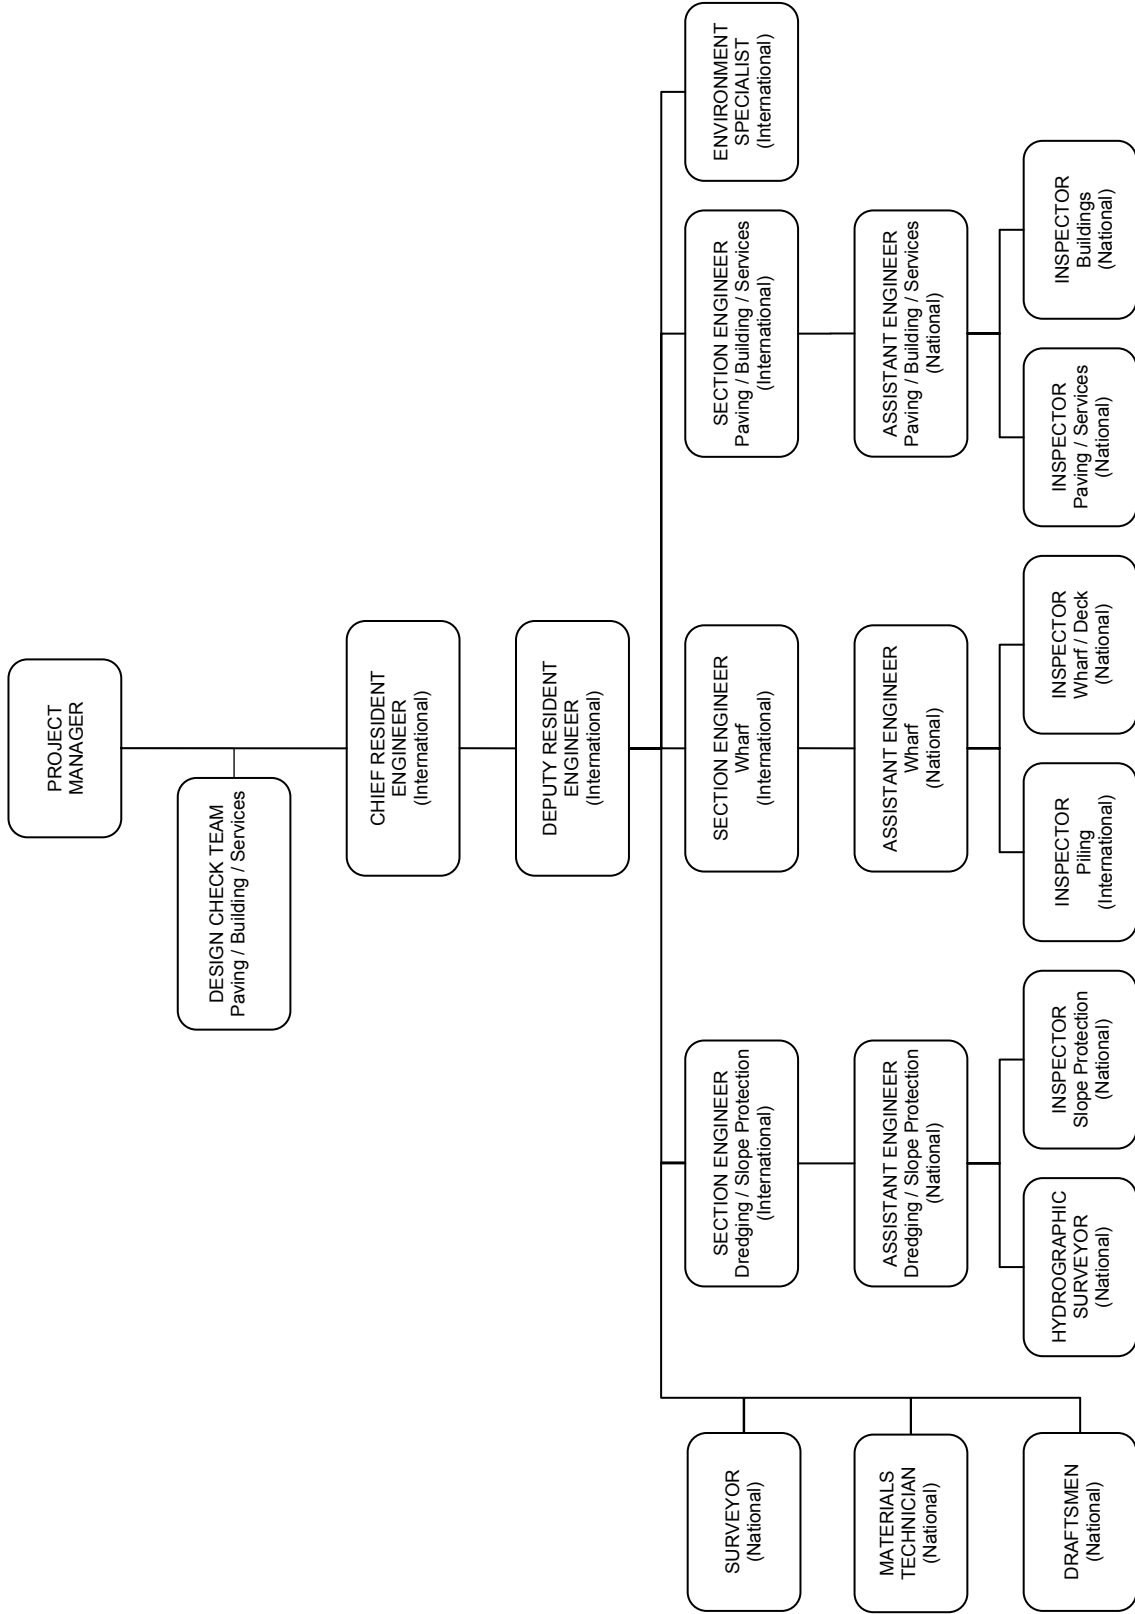 PROJECT
MANAGER
DESIGN CHECK TEAM
Paving / Building / Services
CHIEF RESIDENT
ENGINEER
(International)
DEPUTY RESIDENT
ENGINEER
(International)
SURVEYOR
(National)
MATERIALS
TECHNICIAN
(National)
DRAFTSMEN
(National)
SECTION ENGINEER
Dredging / Slope Protection
(International)
ASSISTANT ENGINEER
Dredging / Slope Protection
(National)
HYDROGRAPHIC
SURVEYOR
(National)
INSPECTOR
Slope Protection
(National)
SECTION ENGINEER
Wharf
(International)
ASSISTANT ENGINEER
Wharf
(National)
INSPECTOR
Piling
(International)
INSPECTOR
Wharf / Deck
(National)
SECTION ENGINEER
Paving / Building / Services
(International)
ASSISTANT ENGINEER
Paving / Building / Services
(National)
INSPECTOR
Paving / Services
(National)
INSPECTOR
Buildings
(National)
ENVIRONMENT
SPECIALIST
(International)